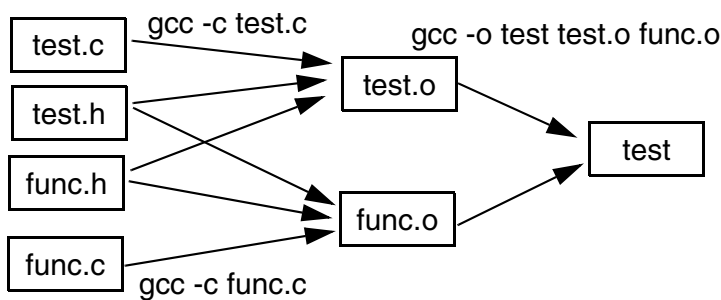 gcc -c test.c
gcc -o test test.o func.o
test.c
test.o
test.h
test
func.h
func.o
func.c
gcc -c func.c